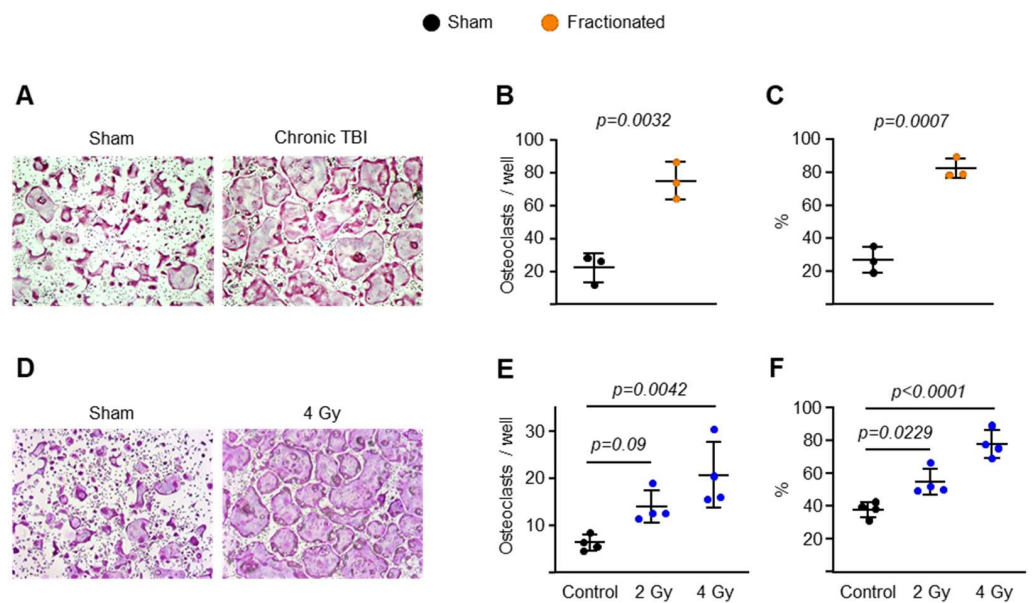 Sham Fractionated
A
Sham Chronic TBI
B
p=0.0032
Osteoclasts / well
100
80
60
40
20
C
p=0.0007
%
100
80
60
40
20
D
Sham 4 Gy
E
p=0.0042
p=0.09
Osteoclasts / well
30
20
10
Control 2 Gy 4 Gy
F
p<0.0001
p=0.0229
%
100
80
60
40
20
0
Control 2 Gy 4 Gy